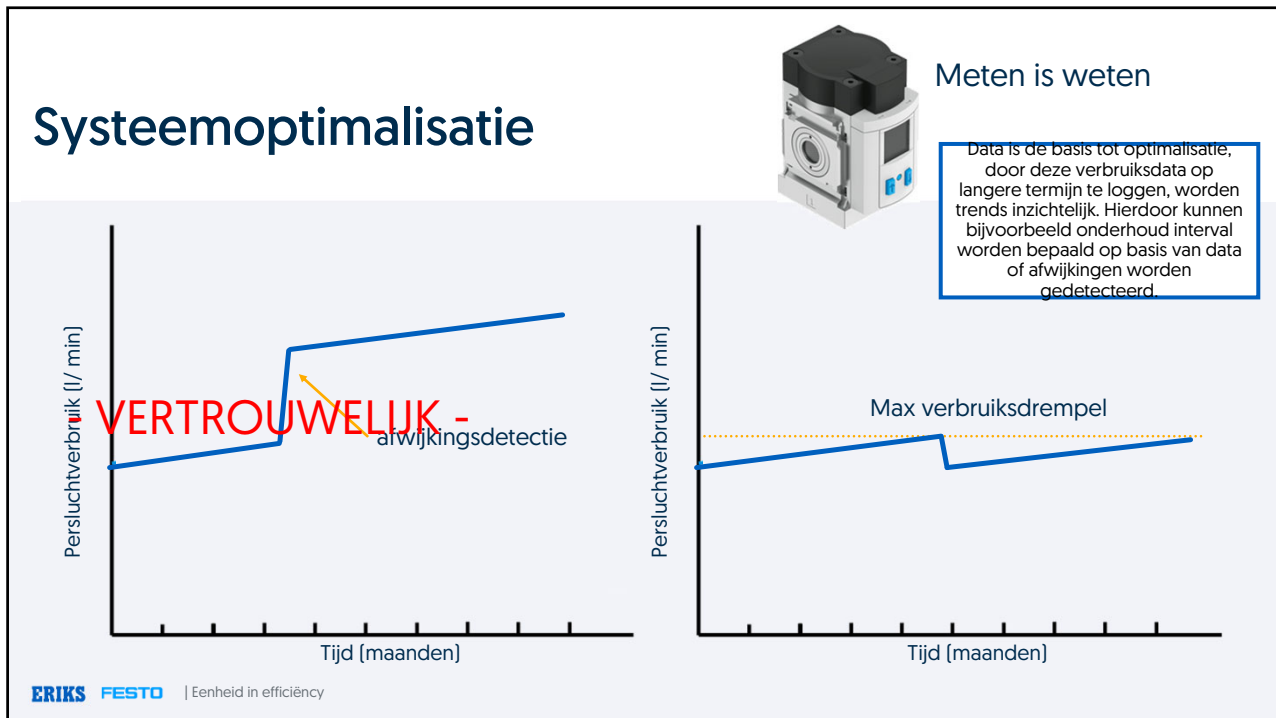 Systeemoptimalisatie
Meten is weten
Data is de basis tot optimalisatie,
door deze verbruiksdata op
langere termijn te loggen, worden
trends inzichtelijk. Hierdoor kunnen
bijvoorbeeld onderhoud interval
worden bepaald op basis van data
of afwijkingen worden
gedetecteerd.
Persluchtverbruik (l/ min)
- VERTROUWELIJK -
afwijkingsdetectie
Tijd (maanden)
Persluchtverbruik (l/ min)
Max verbruiksdrempel
Tijd (maanden)
ERIKS FESTO | Eenheid in efficiëncy